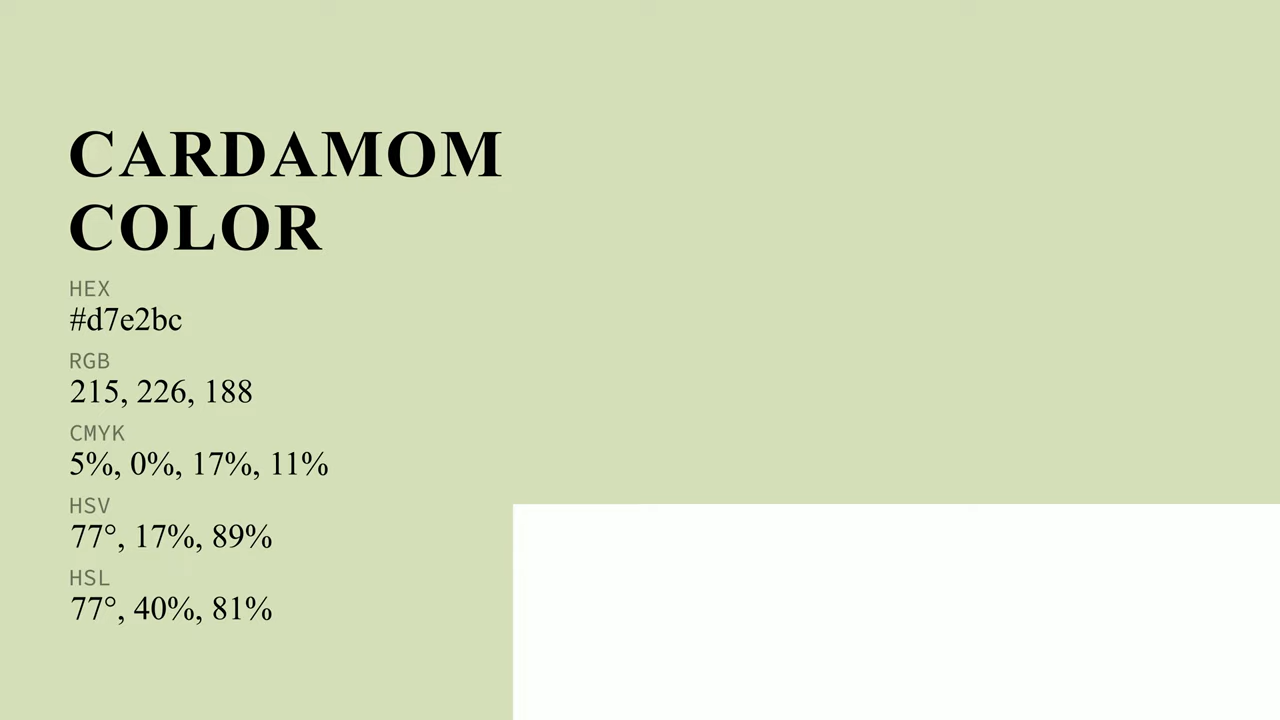 CARDAMOM
COLOR
HEX
#d7e2bc
RGB
215, 226, 188
CMYK
5%, 0%, 17%, 11%
HSV
77°, 17%, 89%
HSL
77°, 40%, 81%